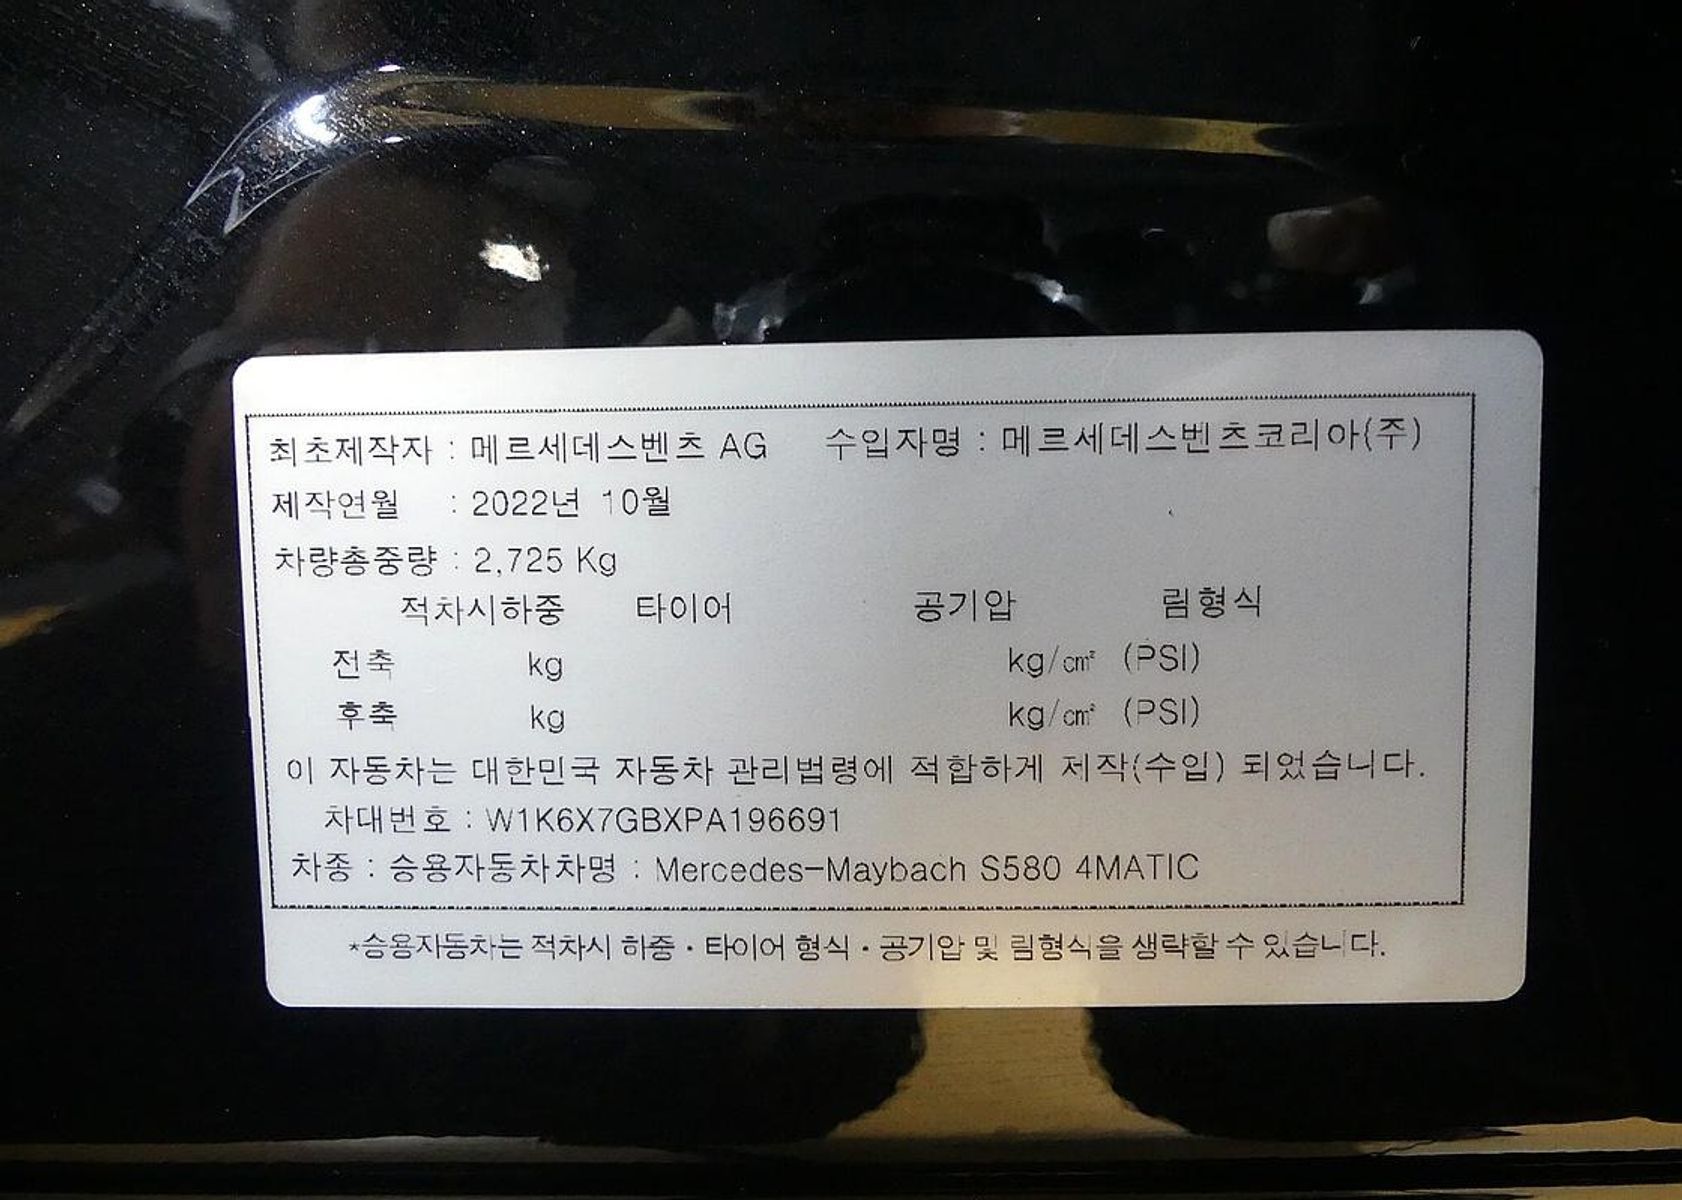 최초제작자 : 메르세데스벤츠 AG 수입자명 : 메르세데스벤츠코리아(주)
제작연월 : 2022년 10월
차량총중량 : 2,725 Kg
적차시하중 타이어 공기압 림형식
전축 kg kg/㎠ (PSI)
후축 kg kg/㎠ (PSI)
이 자동차는 대한민국 자동차 관리법령에 적합하게 제작(수입) 되었습니다.
차대번호 : W1K6X7GBXPA196691
차종 : 승용자동차차명 : Mercedes-Maybach S580 4MATIC
*승용자동차는 적차시 하중・타이어 형식・공기압 및 림형식을 생략할 수 있습니다.